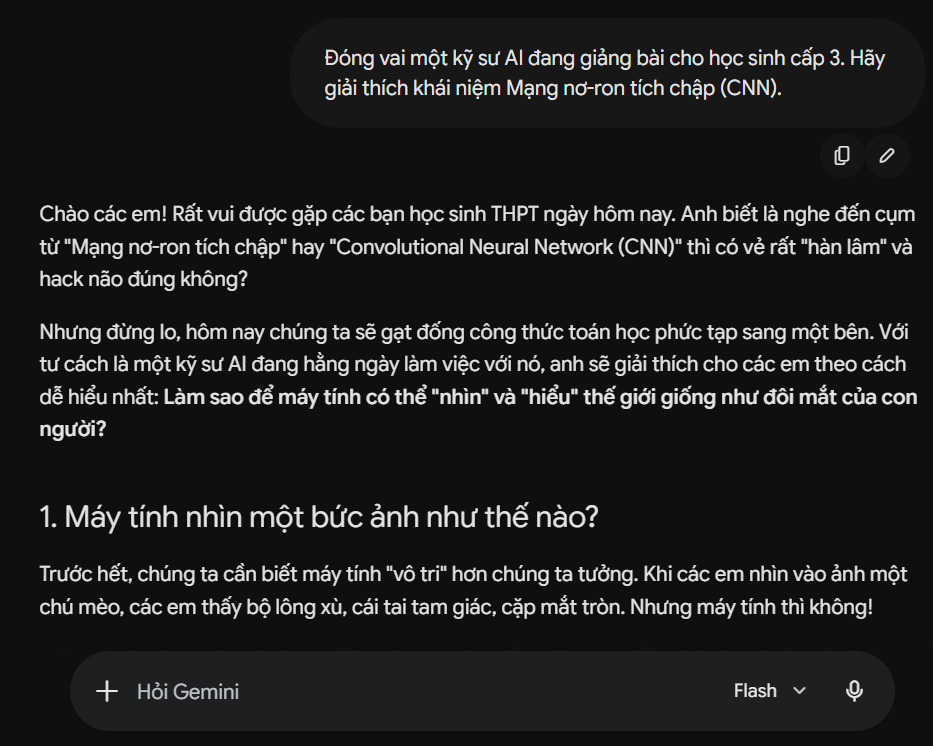 Đóng vai một kỹ sư AI đang giảng bài cho học sinh cấp 3. Hãy
giải thích khái niệm Mạng nơ-ron tích chập (CNN).
Chào các em! Rất vui được gặp các bạn học sinh THPT ngày hôm nay. Anh biết là nghe đến cụm
từ "Mạng nơ-ron tích chập" hay "Convolutional Neural Network (CNN)" thì có vẻ rất "hàn lâm" và
hack não đúng không?
Nhưng đừng lo, hôm nay chúng ta sẽ gạt đống công thức toán học phức tạp sang một bên. Với
tư cách là một kỹ sư AI đang hằng ngày làm việc với nó, anh sẽ giải thích cho các em theo cách
dễ hiểu nhất: Làm sao để máy tính có thể "nhìn" và "hiểu" thế giới giống như đôi mắt của con
người?
1. Máy tính nhìn một bức ảnh như thế nào?
Trước hết, chúng ta cần biết máy tính "vô tri" hơn chúng ta tưởng. Khi các em nhìn vào ảnh một
chú mèo, các em thấy bộ lông xù, cái tai tam giác, cặp mắt tròn. Nhưng máy tính thì không!
Hỏi Gemini
Flash